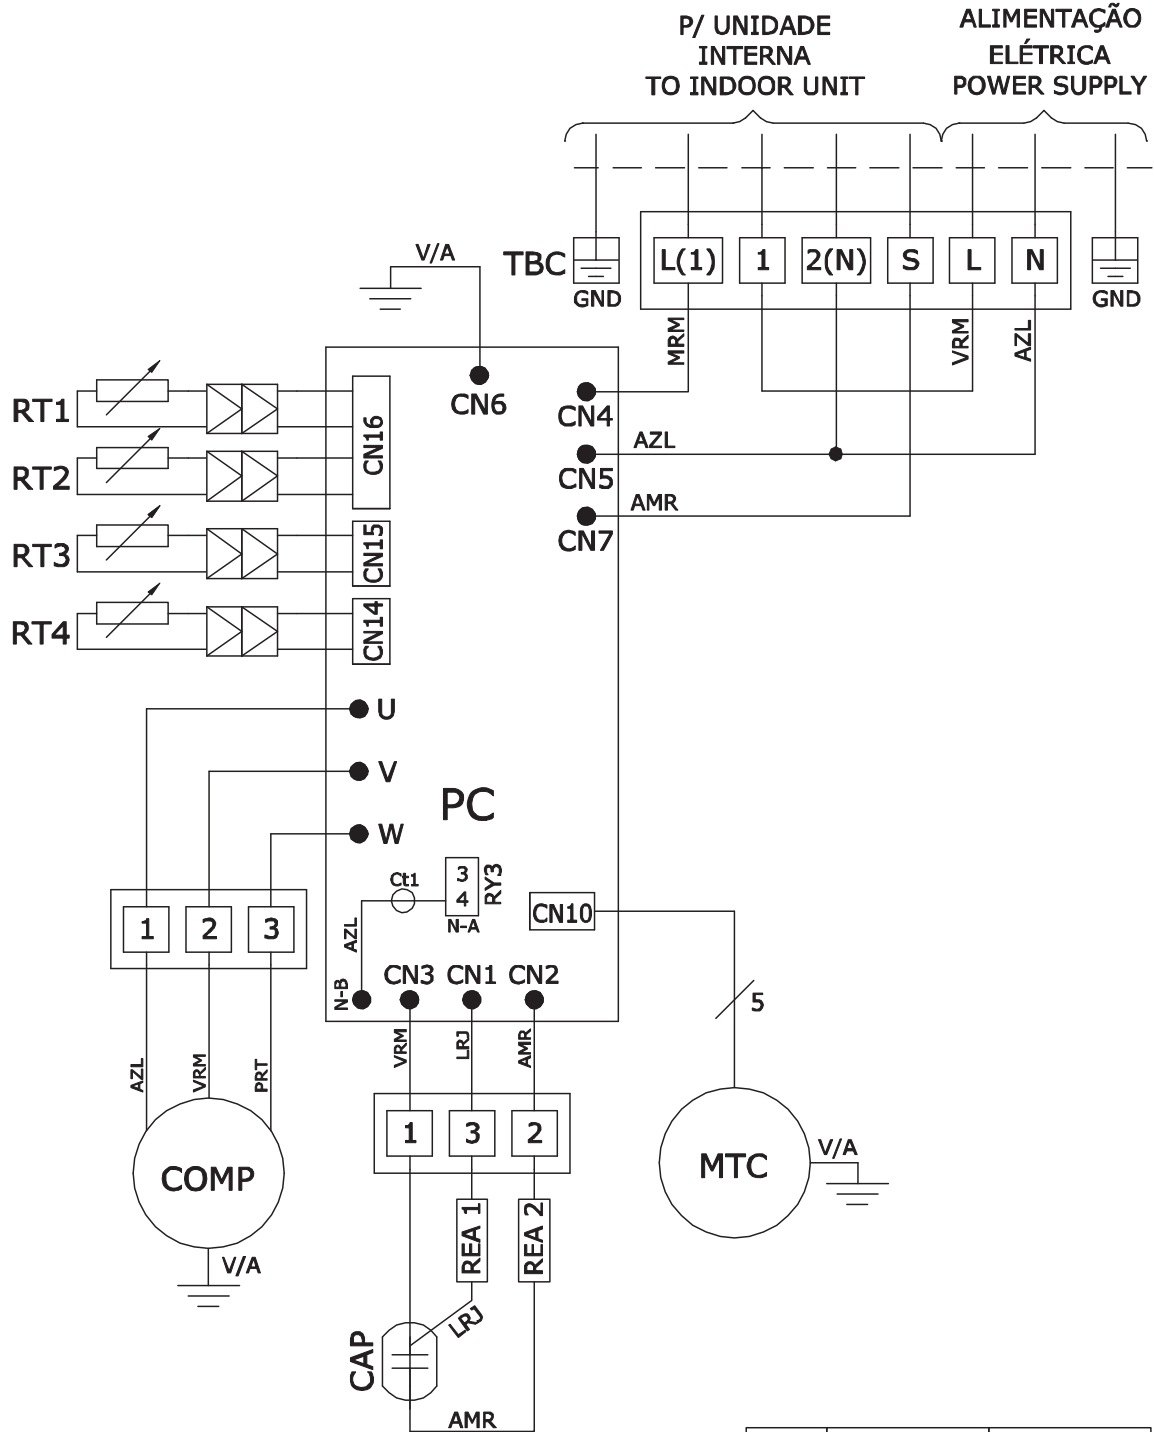 P/ UNIDADE
INTERNA
TO INDOOR UNIT
ALIMENTAÇÃO
ELÉTRICA
POWER SUPPLY
TBC
GND
L(1)
1
2(N)
S
L
N
GND
V/A
MRM
VRM
AZL
CN6
CN4
AZL
CN5
AMR
CN7
RT1
RT2
RT3
RT4
CN16
CN15
CN14
U
V
W
PC
Ct1
3
4
RY3
N-A
AZL
N-B
CN10
CN3
CN1
CN2
5
1
2
3
AZL
VRM
PRT
VRM
LRJ
AMR
1
3
2
COMP
V/A
MTC
V/A
REA 1
REA 2
LRJ
CAP
AMR